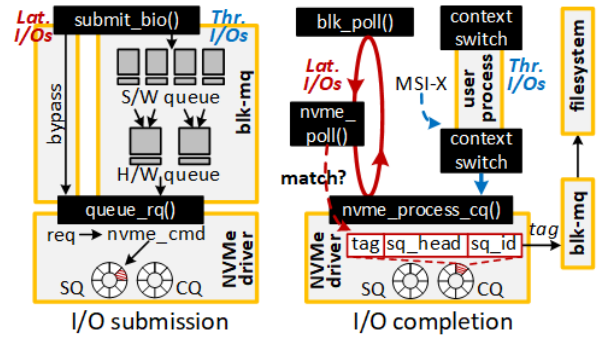 Lat.
I/Os
submit_bio()
Thr.
I/Os
bypass
S/W queue
blk-mq
H/W queue
queue_rq()
req
nvme_cmd
NVMe
driver
SQ
CQ
I/O submission
blk_poll()
Lat.
I/Os
nvme_
poll()
match?
context
switch
MSI-X
user
process
Thr.
I/Os
context
switch
nvme_process_cq()
NVMe
driver
tag
sq_head
sq_id
SQ
CQ
tag
blk-mq
filesystem
I/O completion